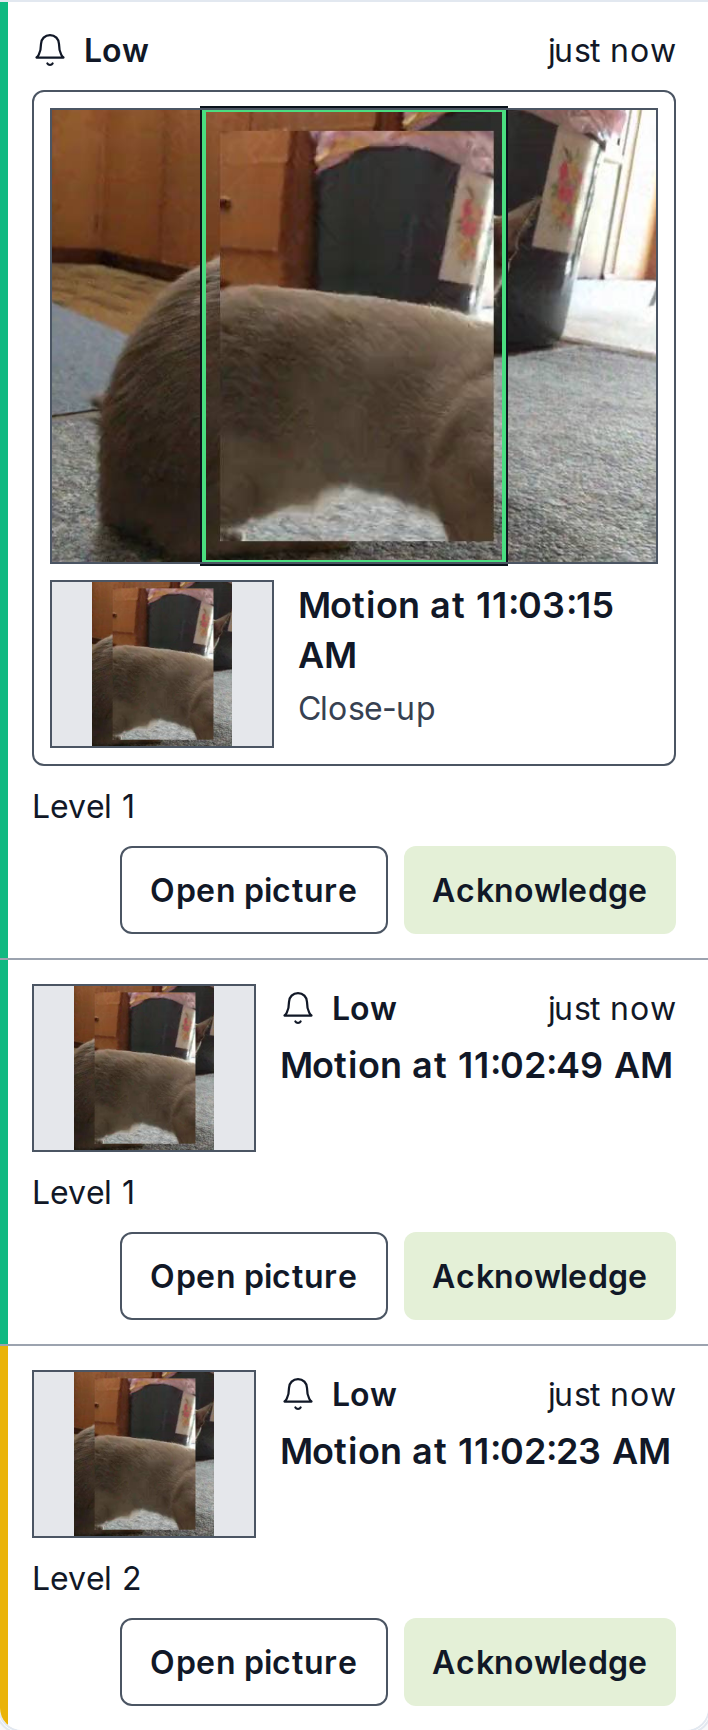 Low just now
Motion at 11:03:15
AM
Close-up
Level 1
Open picture Acknowledge
Low just now
Motion at 11:02:49 AM
Level 1
Open picture Acknowledge
Low just now
Motion at 11:02:23 AM
Level 2
Open picture Acknowledge